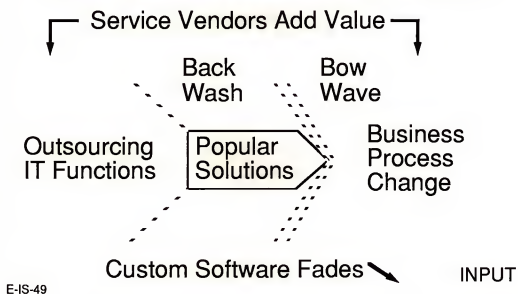 Service Vendors Add Value
Back
Wash
Bow
Wave
Outsourcing
IT Functions
Popular
Solutions
Business
Process
Change
Custom Software Fades
INPUT
E-IS-49